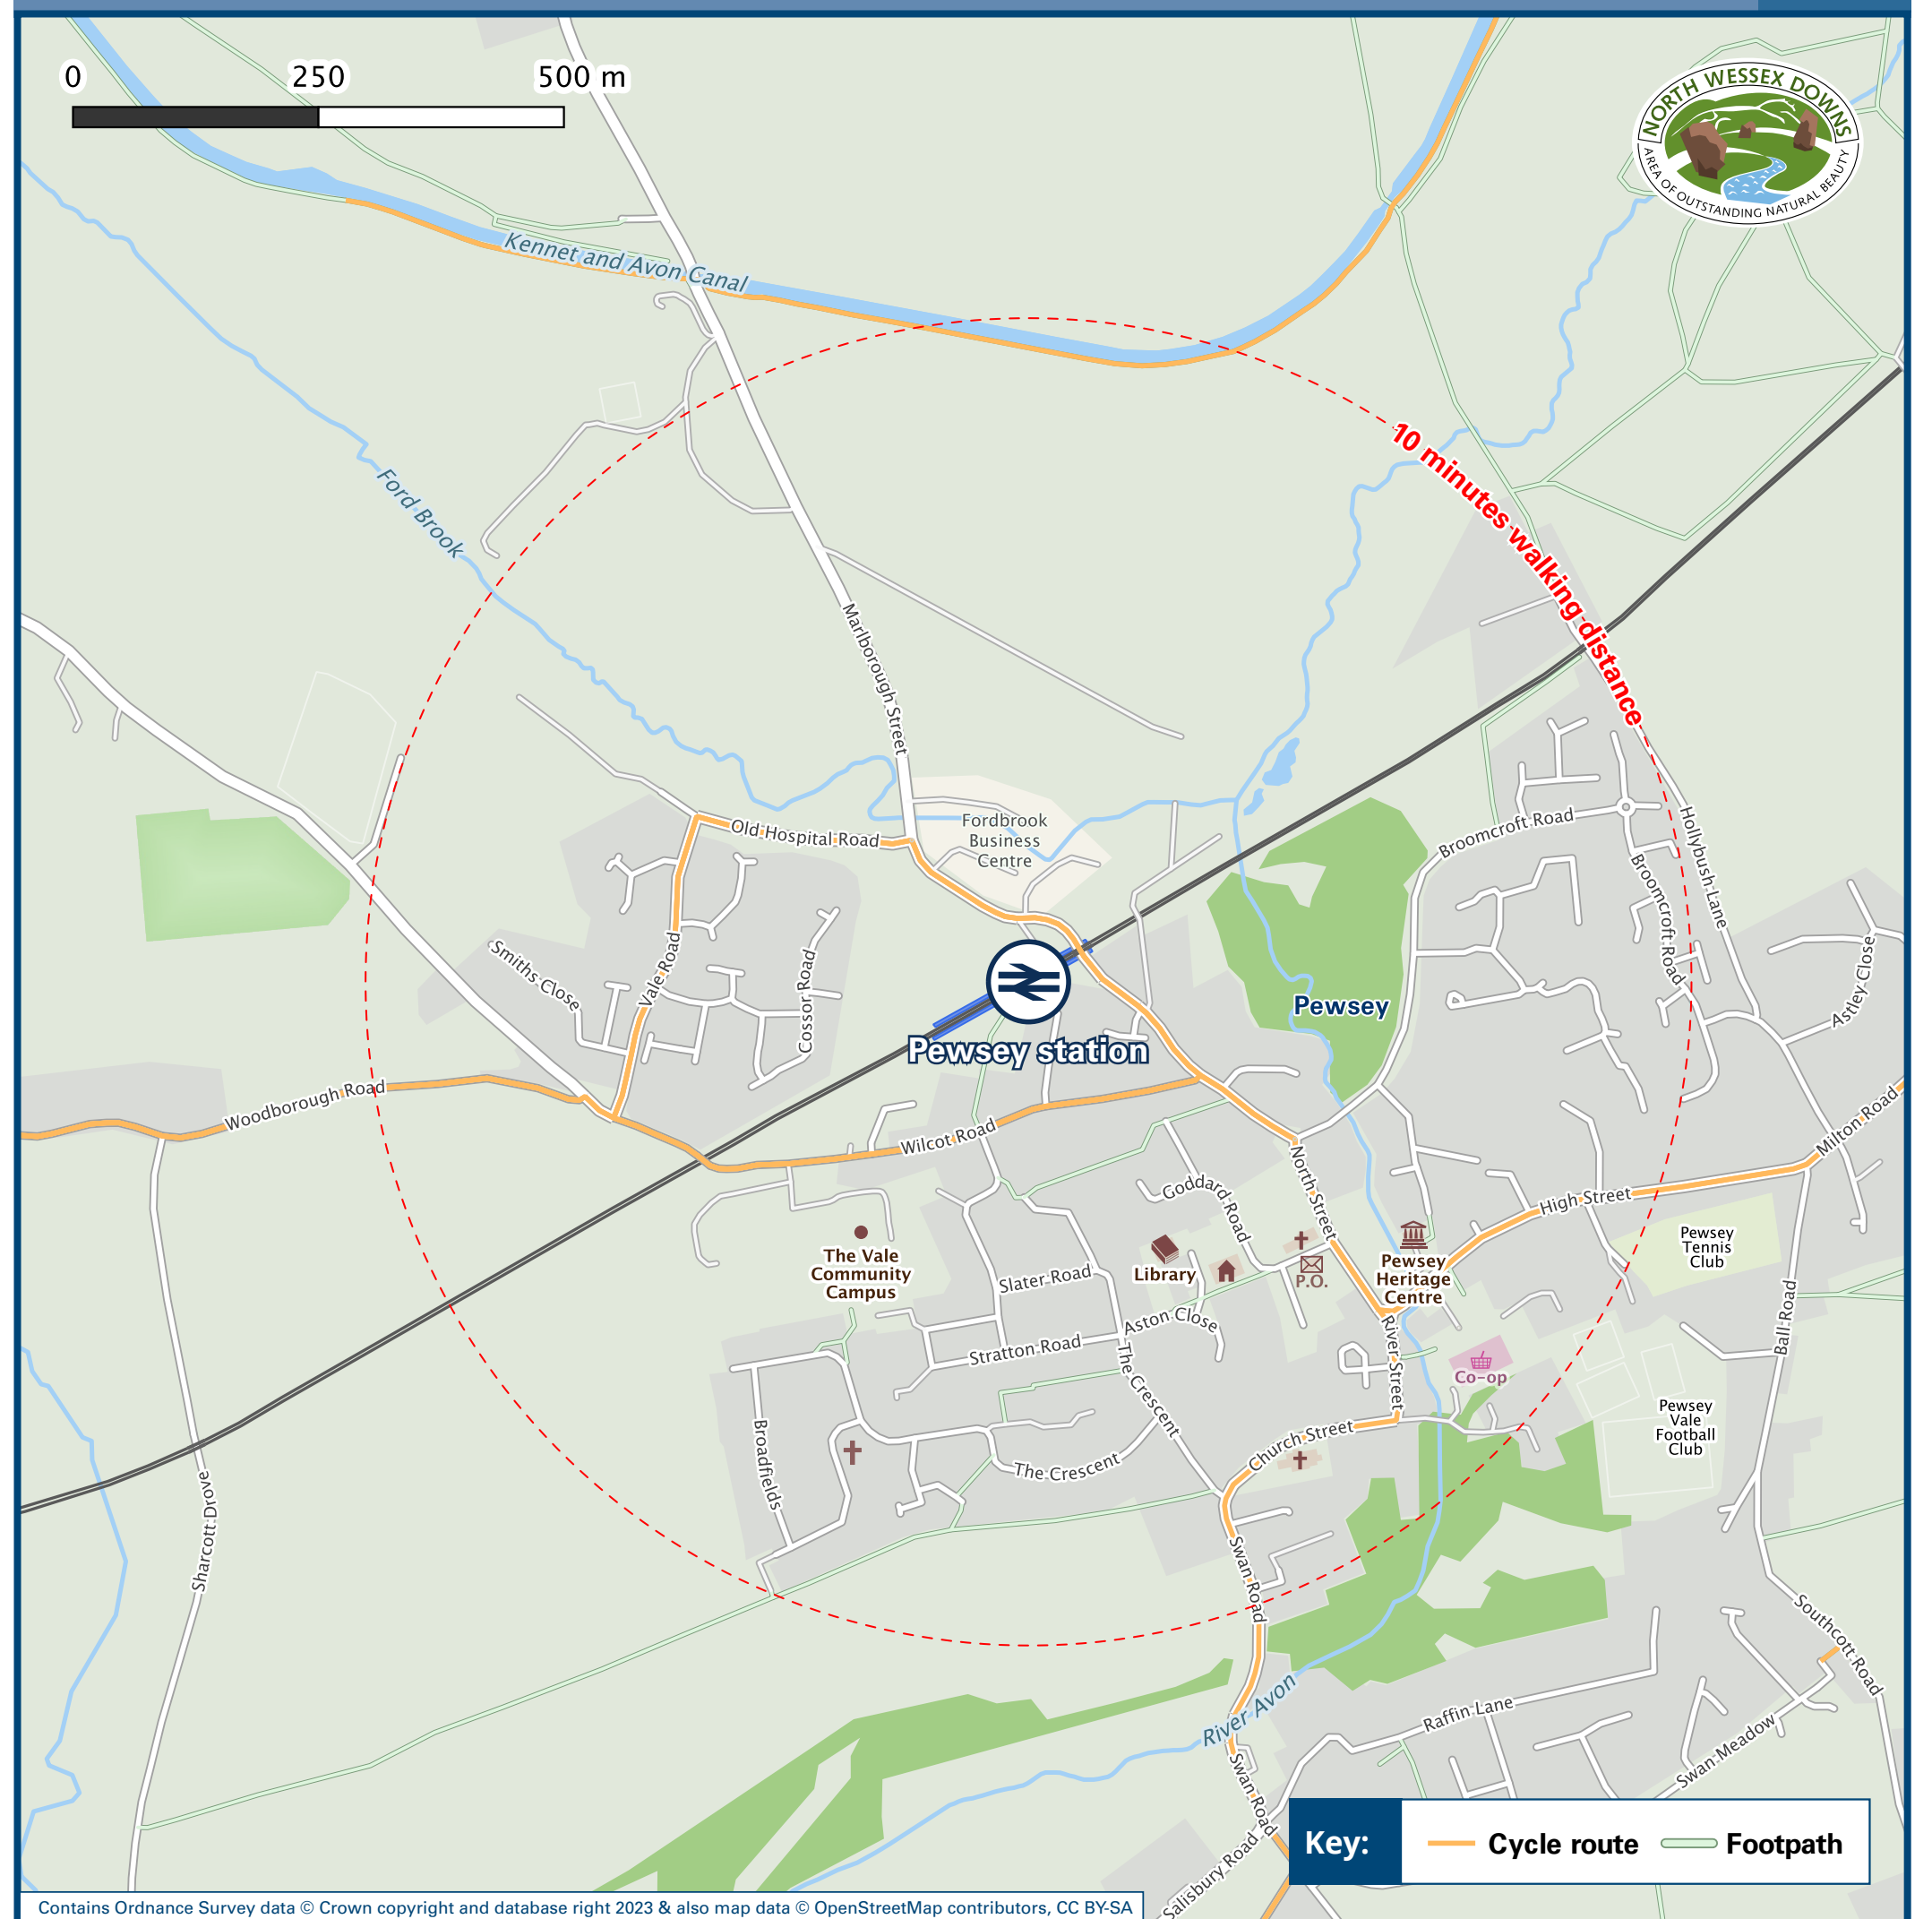 0 250 500 m
NORTH WESSEX DOWNS
AREA OF OUTSTANDING NATURAL BEAUTY
Kennet and Avon Canal
10 minutes walking distance
Ford Brook
Marlborough Street
Fordbrook
Business
Centre
Old Hospital Road
Broomcroft Road
Hollybush Lane
Broomcroft Road
Astley Close
Smiths Close
Vale Road
Cossor Road
Pewsey
Pewsey station
Woodborough Road
Wilcot Road
Milton Road
North Street
Goddard Road
High Street
The Vale
Community
Campus
Library
P.O.
Pewsey
Heritage
Centre
Pewsey
Tennis
Club
Slater Road
Aston Close
Stratton Road
River Street
Ball Road
Co-op
The Crescent
Pewsey
Vale
Football
Club
Broadfields
The Crescent
Church Street
Sharcott Drove
Swan Road
Southcott Road
River Avon
Raffin Lane
Swan Meadow
Swan Road
Salisbury Road
Key: Cycle route Footpath
Contains Ordnance Survey data © Crown copyright and database right 2023 & also map data © OpenStreetMap contributors, CC BY-SA